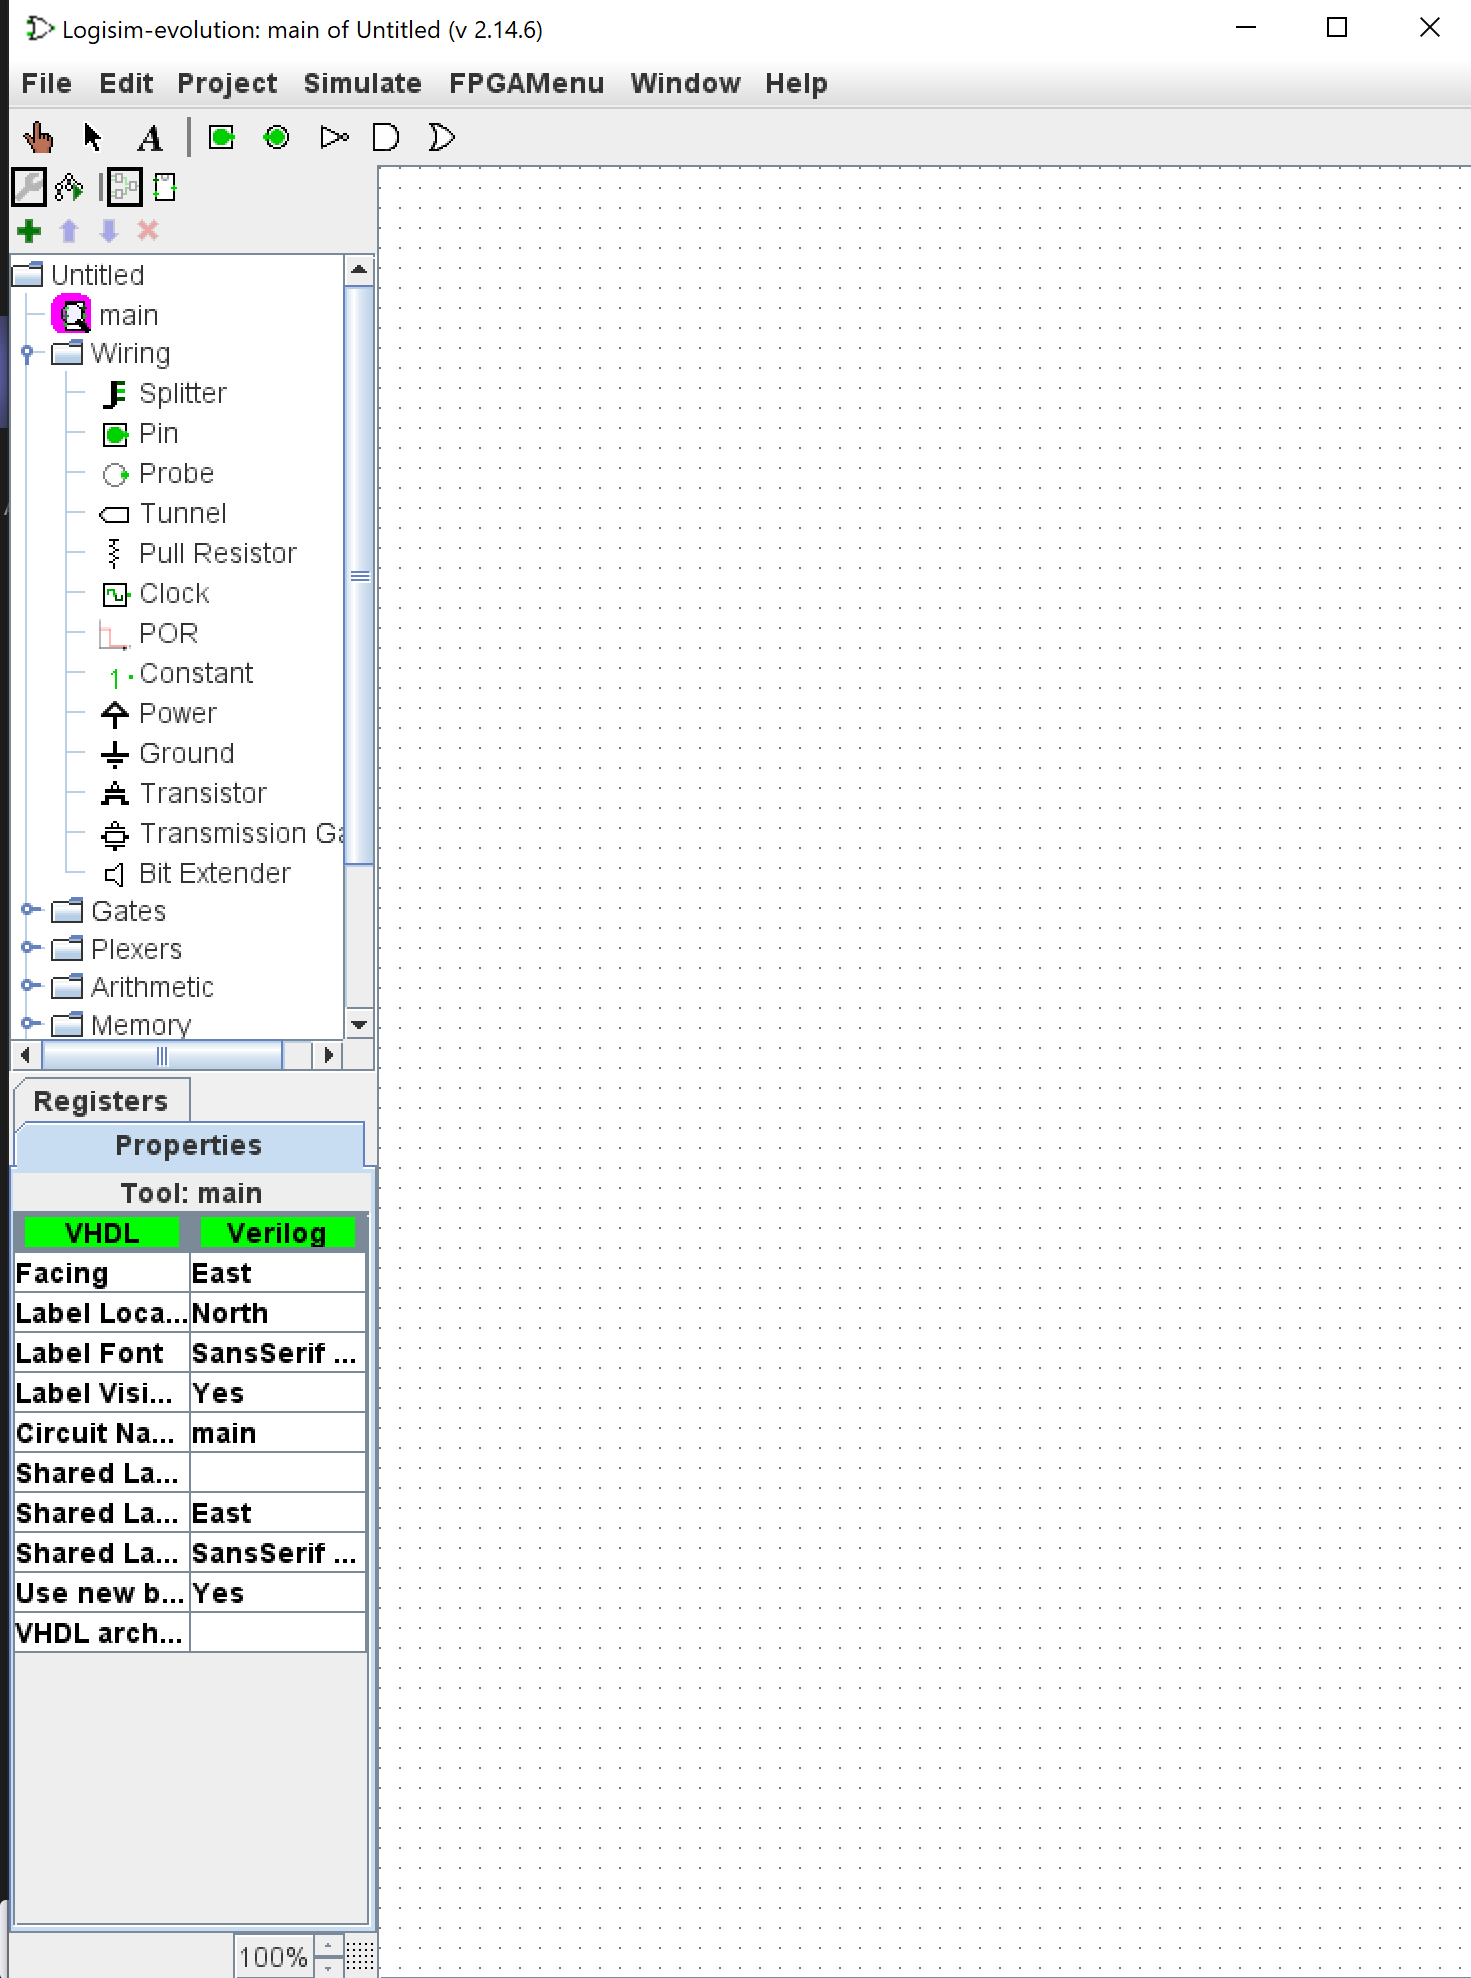 Logisim-evolution: main of Untitled (v 2.14.6)
File Edit Project Simulate FPGAMenu Window Help
A
Untitled
main
Wiring
Splitter
Pin
Probe
Tunnel
Pull Resistor
Clock
POR
1 Constant
Power
Ground
Transistor
Transmission Ga
Bit Extender
Gates
Plexers
Arithmetic
Memory
Registers
Properties
Tool: main
VHDL Verilog
Facing East
Label Loca... North
Label Font SansSerif ...
Label Visi... Yes
Circuit Na... main
Shared La...
Shared La... East
Shared La... SansSerif ...
Use new b... Yes
VHDL arch...
100%